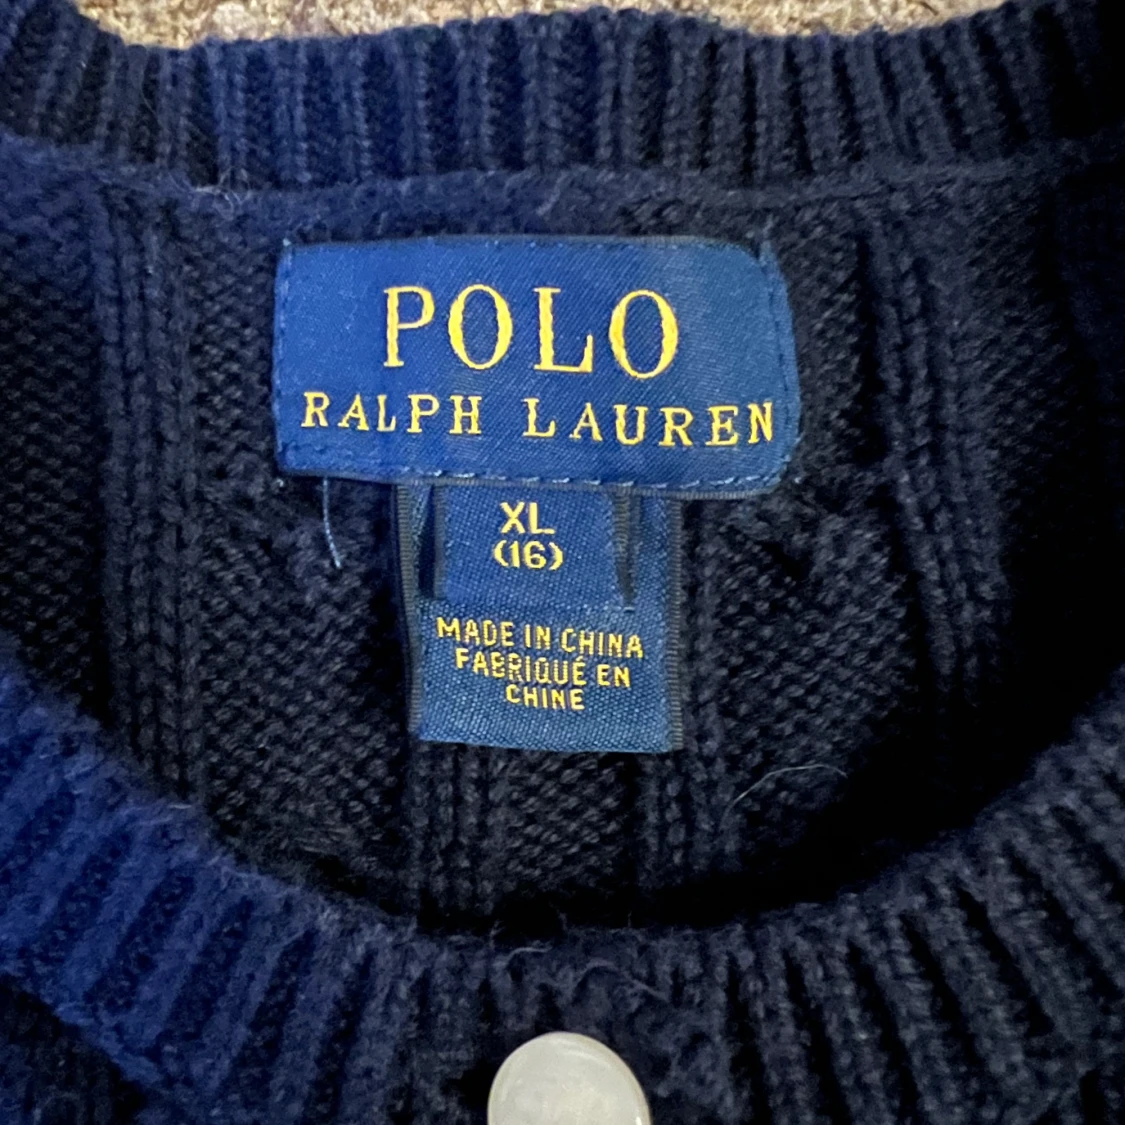 POLO
RALPH LAUREN
XL
(16)
MADE IN CHINA
FABRIQUÉ EN
CHINE